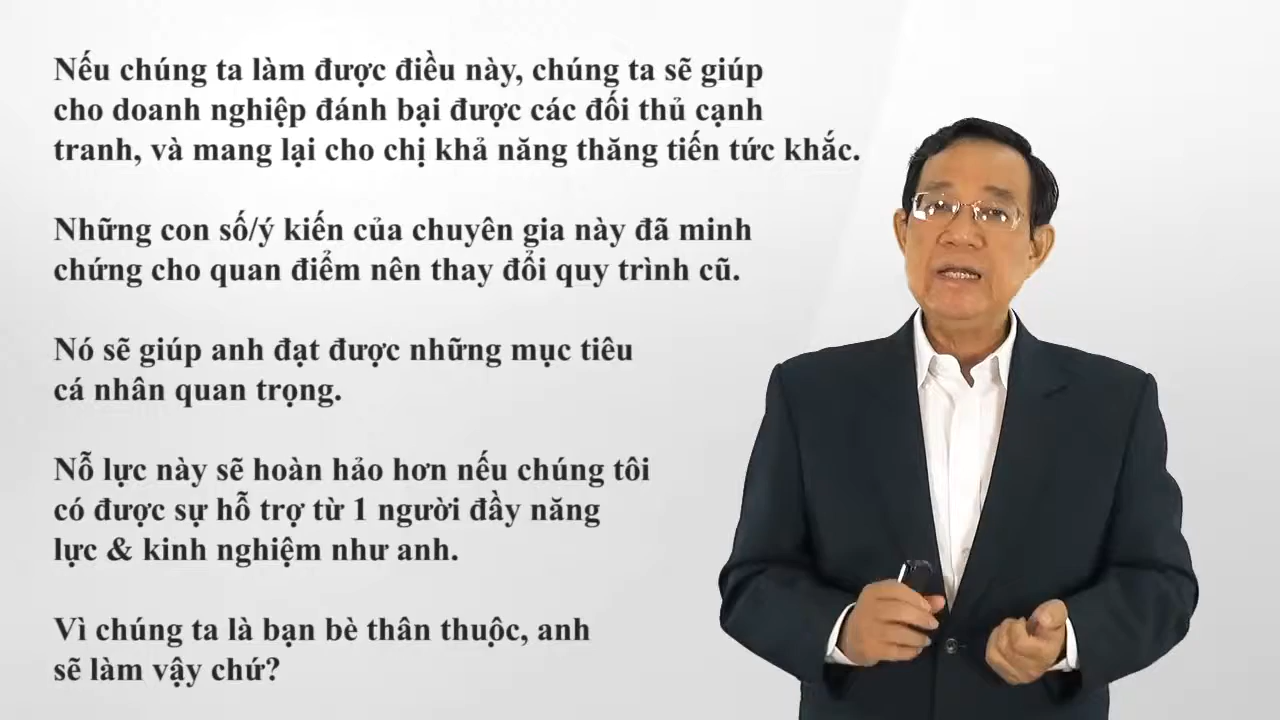 Nếu chúng ta làm được điều này, chúng ta sẽ giúp
cho doanh nghiệp đánh bại được các đối thủ cạnh
tranh, và mang lại cho chị khả năng thăng tiến tức khắc.
Những con số/ý kiến của chuyên gia này đã minh
chứng cho quan điểm nên thay đổi quy trình cũ.
Nó sẽ giúp anh đạt được những mục tiêu
cá nhân quan trọng.
Nỗ lực này sẽ hoàn hảo hơn nếu chúng tôi
có được sự hỗ trợ từ 1 người đầy năng
lực & kinh nghiệm như anh.
Vì chúng ta là bạn bè thân thuộc, anh
sẽ làm vậy chứ?